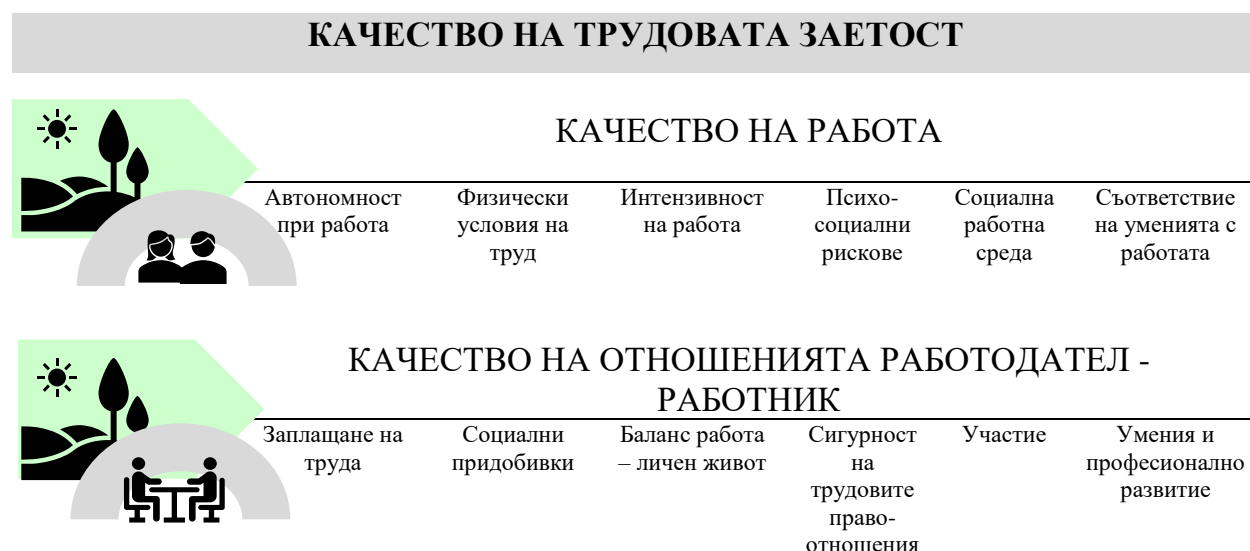 КАЧЕСТВО НА ТРУДОВАТА ЗАЕТОСТ
КАЧЕСТВО НА РАБОТА
Автономност
при работа
Физически
условия на
труд
Интензивност
на работа
Психо-
социални
рискове
Социална
работна
среда
Съответствие
на уменията с
работата
КАЧЕСТВО НА ОТНОШЕНИЯТА РАБОТОДАТЕЛ -
РАБОТНИК
Заплащане на
труда
Социални
придобивки
Баланс работа
– личен живот
Сигурност
на
трудовите
право-
отношения
Участие
Умения и
професионално
развитие